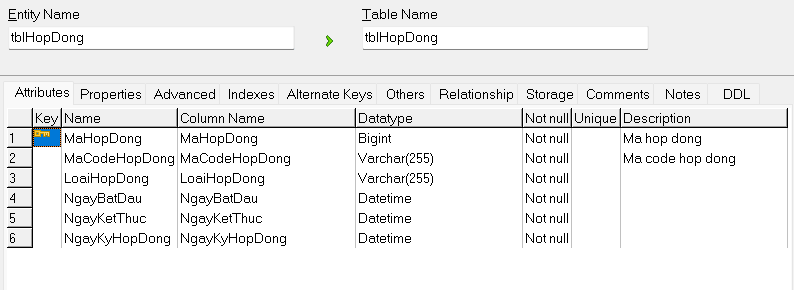 Entity Name Table Name
tblHopDong tblHopDong
Attributes Properties Advanced Indexes Alternate Keys Others Relationship Storage Comments Notes DDL
Key Name Column Name Datatype Not null Unique Description
1 MaHopDong MaHopDong Bigint Not null Ma hop dong
2 MaCodeHopDong MaCodeHopDong Varchar(255) Not null Ma code hop dong
3 LoaiHopDong LoaiHopDong Varchar(255) Not null
4 NgayBatDau NgayBatDau Datetime Not null
5 NgayKetThuc NgayKetThuc Datetime Not null
6 NgayKyHopDong NgayKyHopDong Datetime Not null